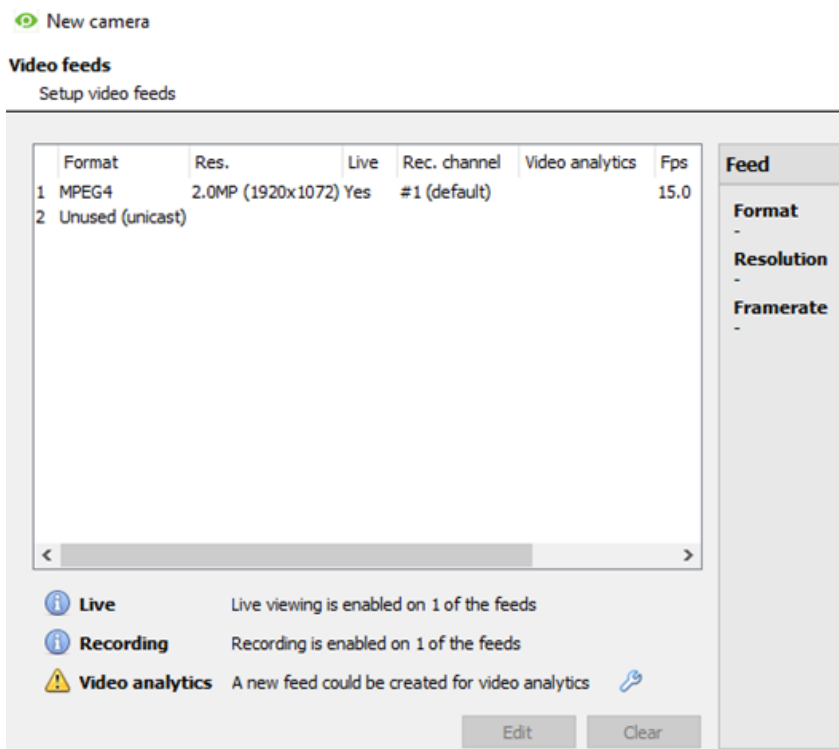 New camera
Video feeds
Setup video feeds
Format Res. Live Rec. channel Video analytics Fps
1 MPEG4 2.0MP (1920x1072) Yes #1 (default) 15.0
2 Unused (unicast)
Feed
Format
-
Resolution
-
Framerate
-
Live Live viewing is enabled on 1 of the feeds
Recording Recording is enabled on 1 of the feeds
Video analytics A new feed could be created for video analytics
Edit Clear